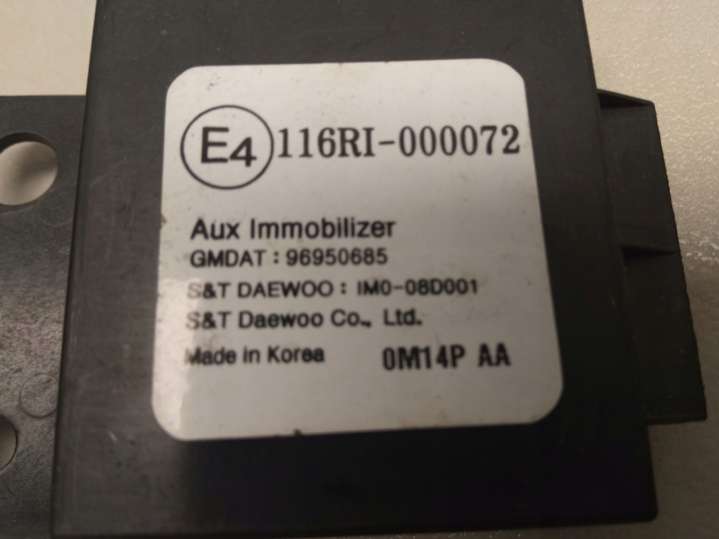 E4 116RI-000072
Aux Immobilizer
GMDAT : 96950685
S&T DAEWOO : IM0-08D001
S&T Daewoo Co., Ltd.
Made in Korea 0M14P AA